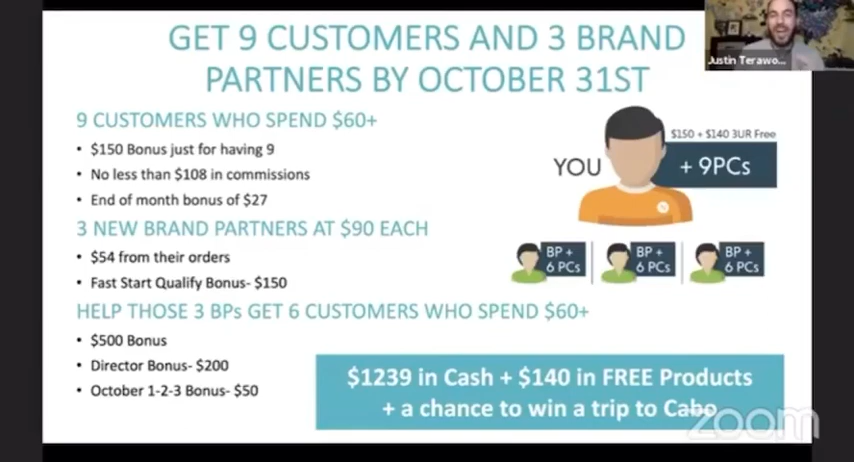 GET 9 CUSTOMERS AND 3 BRAND
PARTNERS BY OCTOBER 31ST
Justin Terawo...
9 CUSTOMERS WHO SPEND $60+
• $150 Bonus just for having 9
• No less than $108 in commissions
• End of month bonus of $27
3 NEW BRAND PARTNERS AT $90 EACH
• $54 from their orders
• Fast Start Qualify Bonus- $150
HELP THOSE 3 BPs GET 6 CUSTOMERS WHO SPEND $60+
• $500 Bonus
• Director Bonus- $200
• October 1-2-3 Bonus- $50
$150 + $140 3UR Free
YOU
+ 9PCs
BP +
6 PCs
BP +
6 PCs
BP +
6 PCs
$1239 in Cash + $140 in FREE Products
+ a chance to win a trip to Cabo
zoom